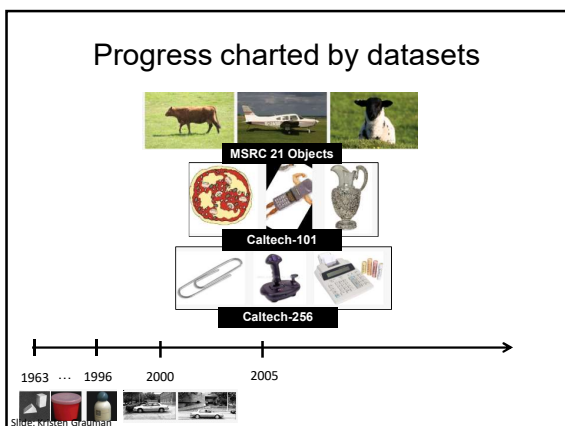 Progress charted by datasets
MSRC 21 Objects
Caltech-101
Caltech-256
1963 ... 1996 2000 2005
Slide: Kristen Grauman